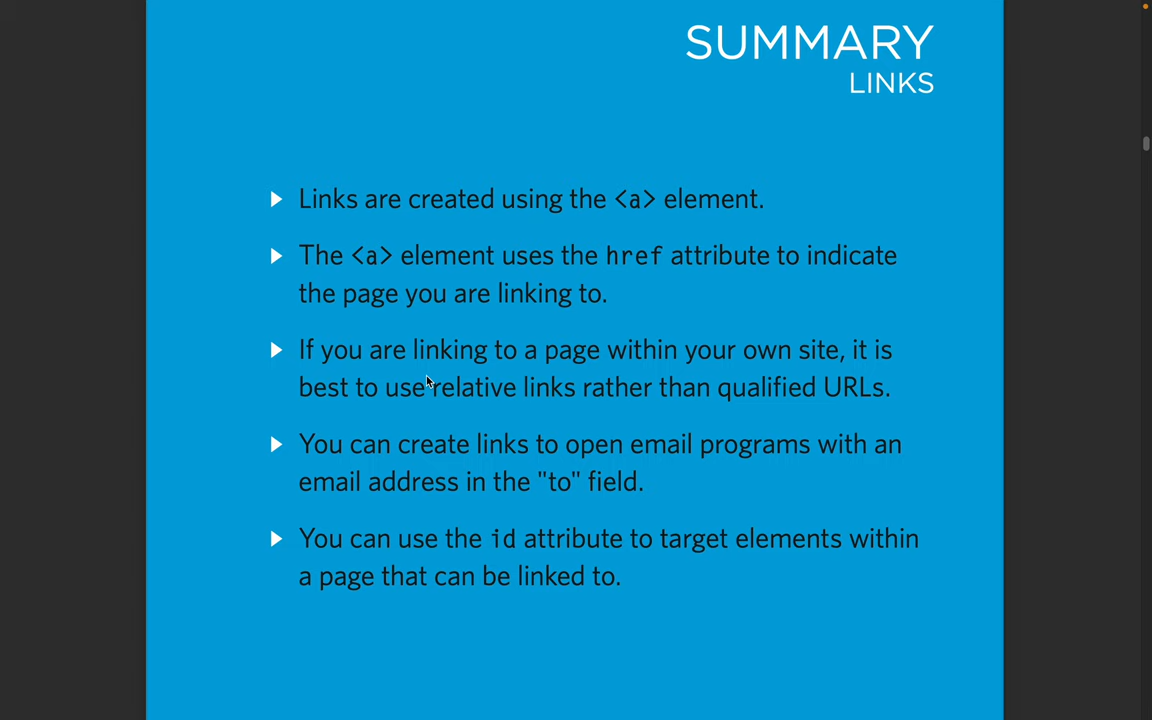 SUMMARY
LINKS
Links are created using the <a> element.
The <a> element uses the href attribute to indicate
the page you are linking to.
If you are linking to a page within your own site, it is
best to use relative links rather than qualified URLs.
You can create links to open email programs with an
email address in the "to" field.
You can use the id attribute to target elements within
a page that can be linked to.